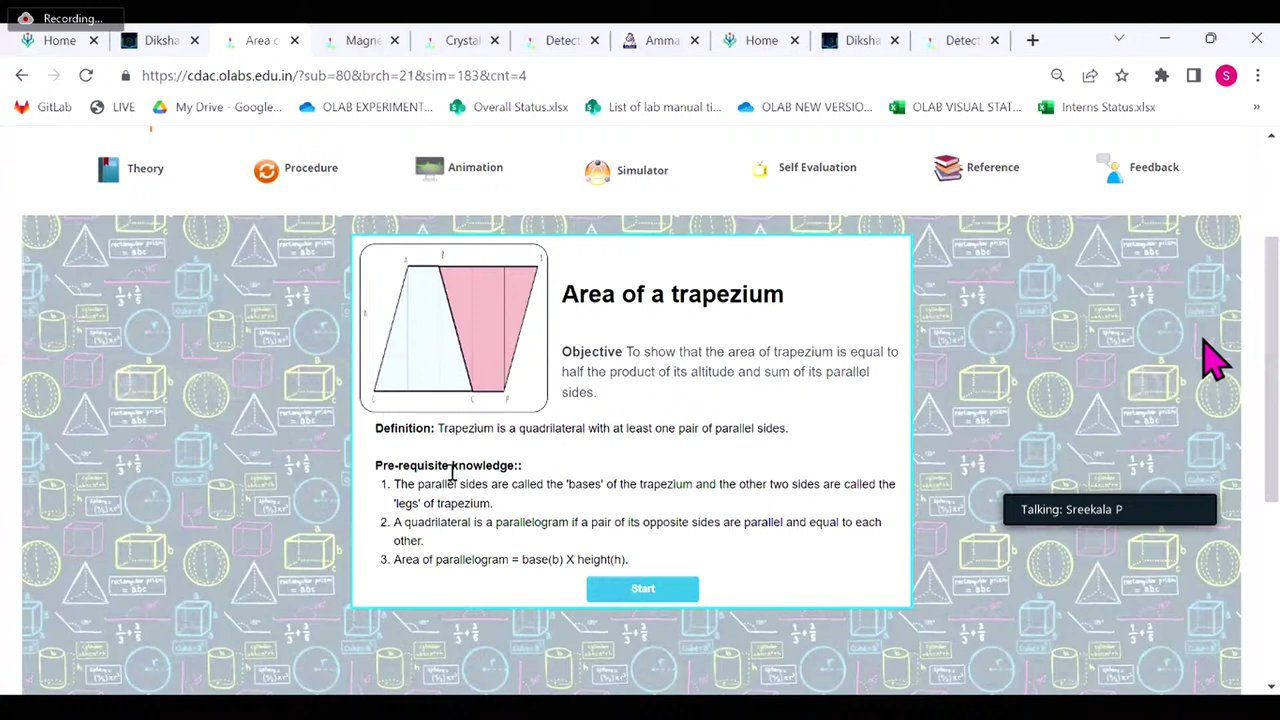 Recording...
Home Diksha Area c Magne Crystal Detect Amma Home Diksha Detect
https://cdac.olabs.edu.in/?sub=80&brch=21&sim=183&cnt=4 S
GitLab LIVE My Drive - Google... OLAB EXPERIMENT... Overall Status.xlsx List of lab manual ti... OLAB NEW VERSIO... OLAB VISUAL STAT... Interns Status.xlsx »
Theory Procedure Animation Simulator Self Evaluation Reference Feedback
Area of a trapezium
Objective To show that the area of trapezium is equal to
half the product of its altitude and sum of its parallel
sides.
Definition: Trapezium is a quadrilateral with at least one pair of parallel sides.
Pre-requisite knowledge::
1. The parallel sides are called the 'bases' of the trapezium and the other two sides are called the
'legs' of trapezium.
2. A quadrilateral is a parallelogram if a pair of its opposite sides are parallel and equal to each
other.
3. Area of parallelogram = base(b) X height(h).
Start
Talking: Sreekala P